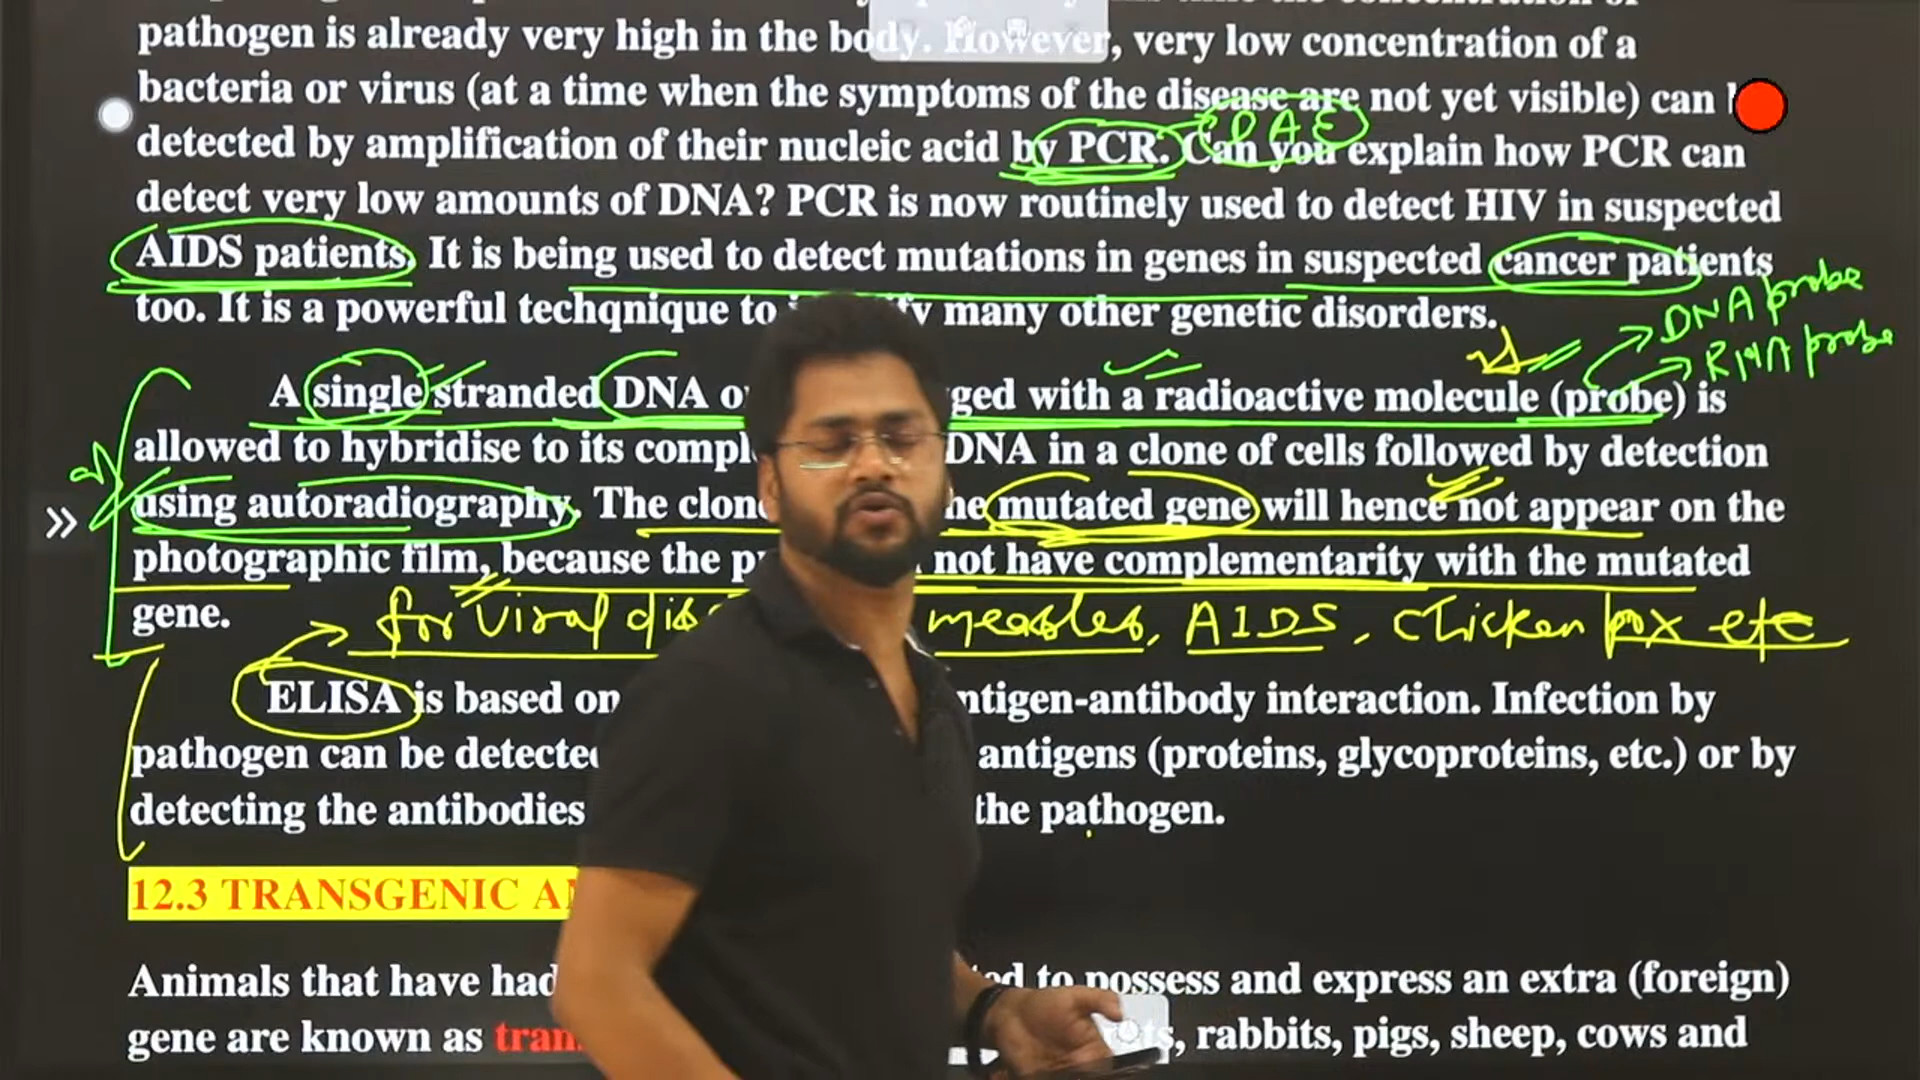 pathogen is already very high in the body. However, very low concentration of a
bacteria or virus (at a time when the symptoms of the disease are not yet visible) can
DAE
detected by amplification of their nucleic acid by PCR. Can you explain how PCR can
detect very low amounts of DNA? PCR is now routinely used to detect HIV in suspected
AIDS patients. It is being used to detect mutations in genes in suspected cancer patients
DNA probe
too. It is a powerful techqnique to many other genetic disorders.
RNA probe
A single stranded DNA with a radioactive molecule (probe) is
allowed to hybridise to its DNA in a clone of cells followed by detection
using autoradiography. The mutated gene will hence not appear on the
photographic film, because the not have complementarity with the mutated
gene.
for viral measles, AIDS, chicken pox etc
ELISA is based on antigen-antibody interaction. Infection by
pathogen can be antigens (proteins, glycoproteins, etc.) or by
detecting the antibodies the pathogen.
12.3 TRANSGENIC
Animals that have had to possess and express an extra (foreign)
gene are known as rabbits, pigs, sheep, cows and